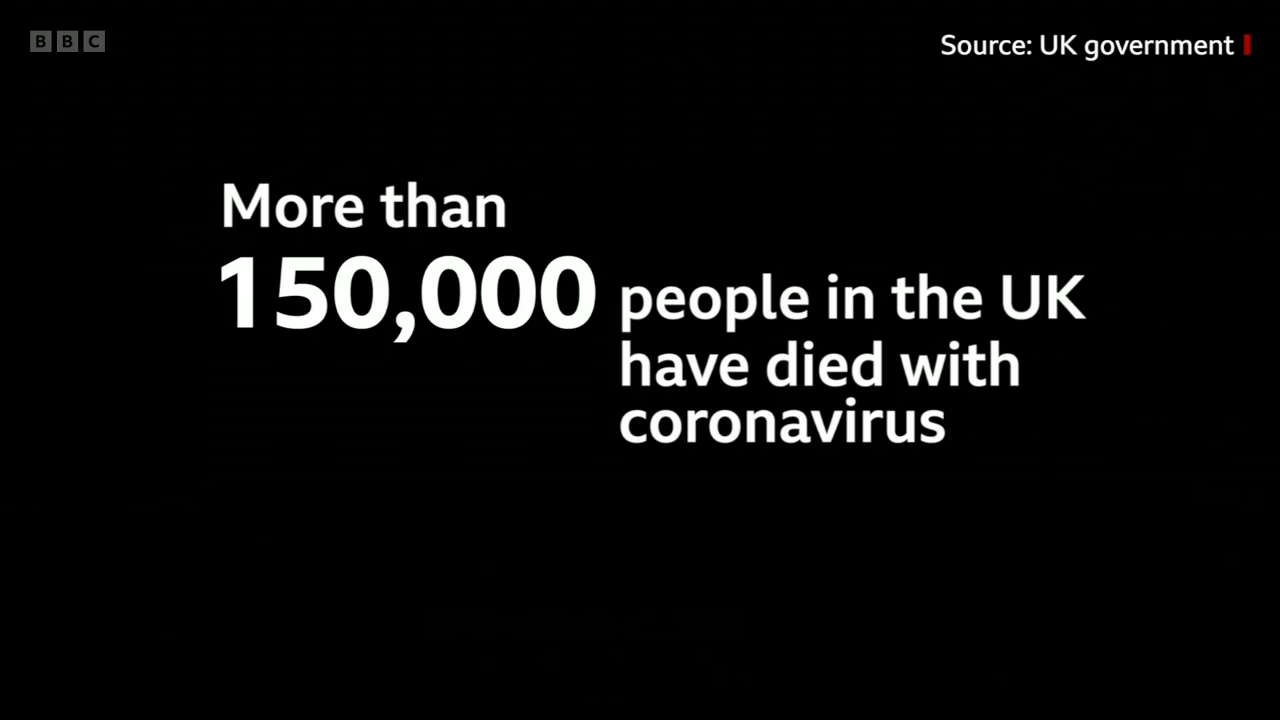 BBC
Source: UK government
More than
150,000 people in the UK
have died with
coronavirus